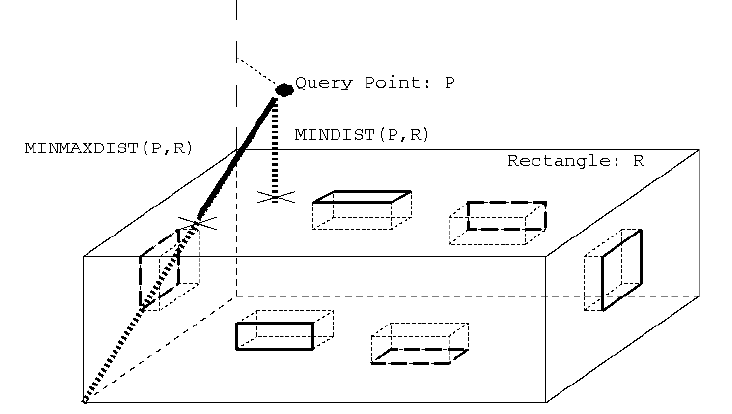 Query Point: P
MINDIST(P,R)
MINMAXDIST(P,R)
Rectangle: R